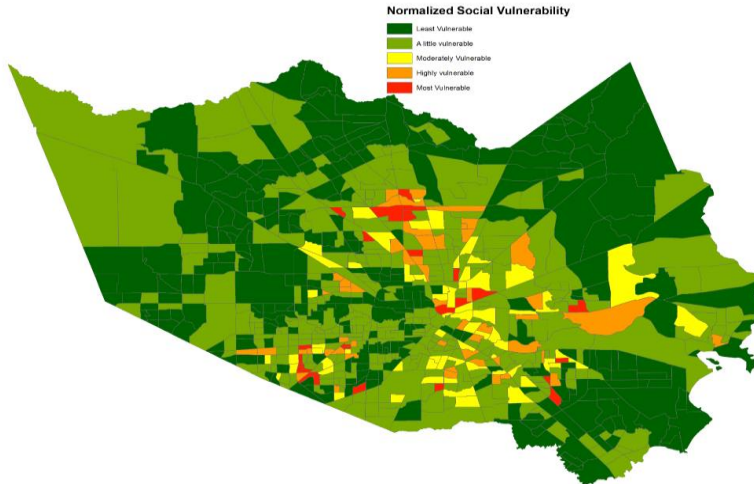 Normalized Social Vulnerability
Least Vulnerable
A little vulnerable
Moderately Vulnerable
Highly vulnerable
Most Vulnerable